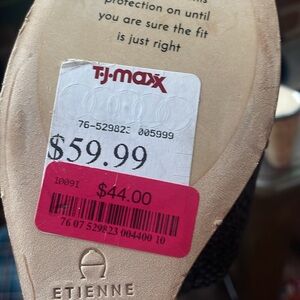 protection on until
you are sure the fit
is just right
T.J.maxx
76-529823 005999
$59.99
1009I
$44.00
76 07 529823 004400 10
ETIENNE